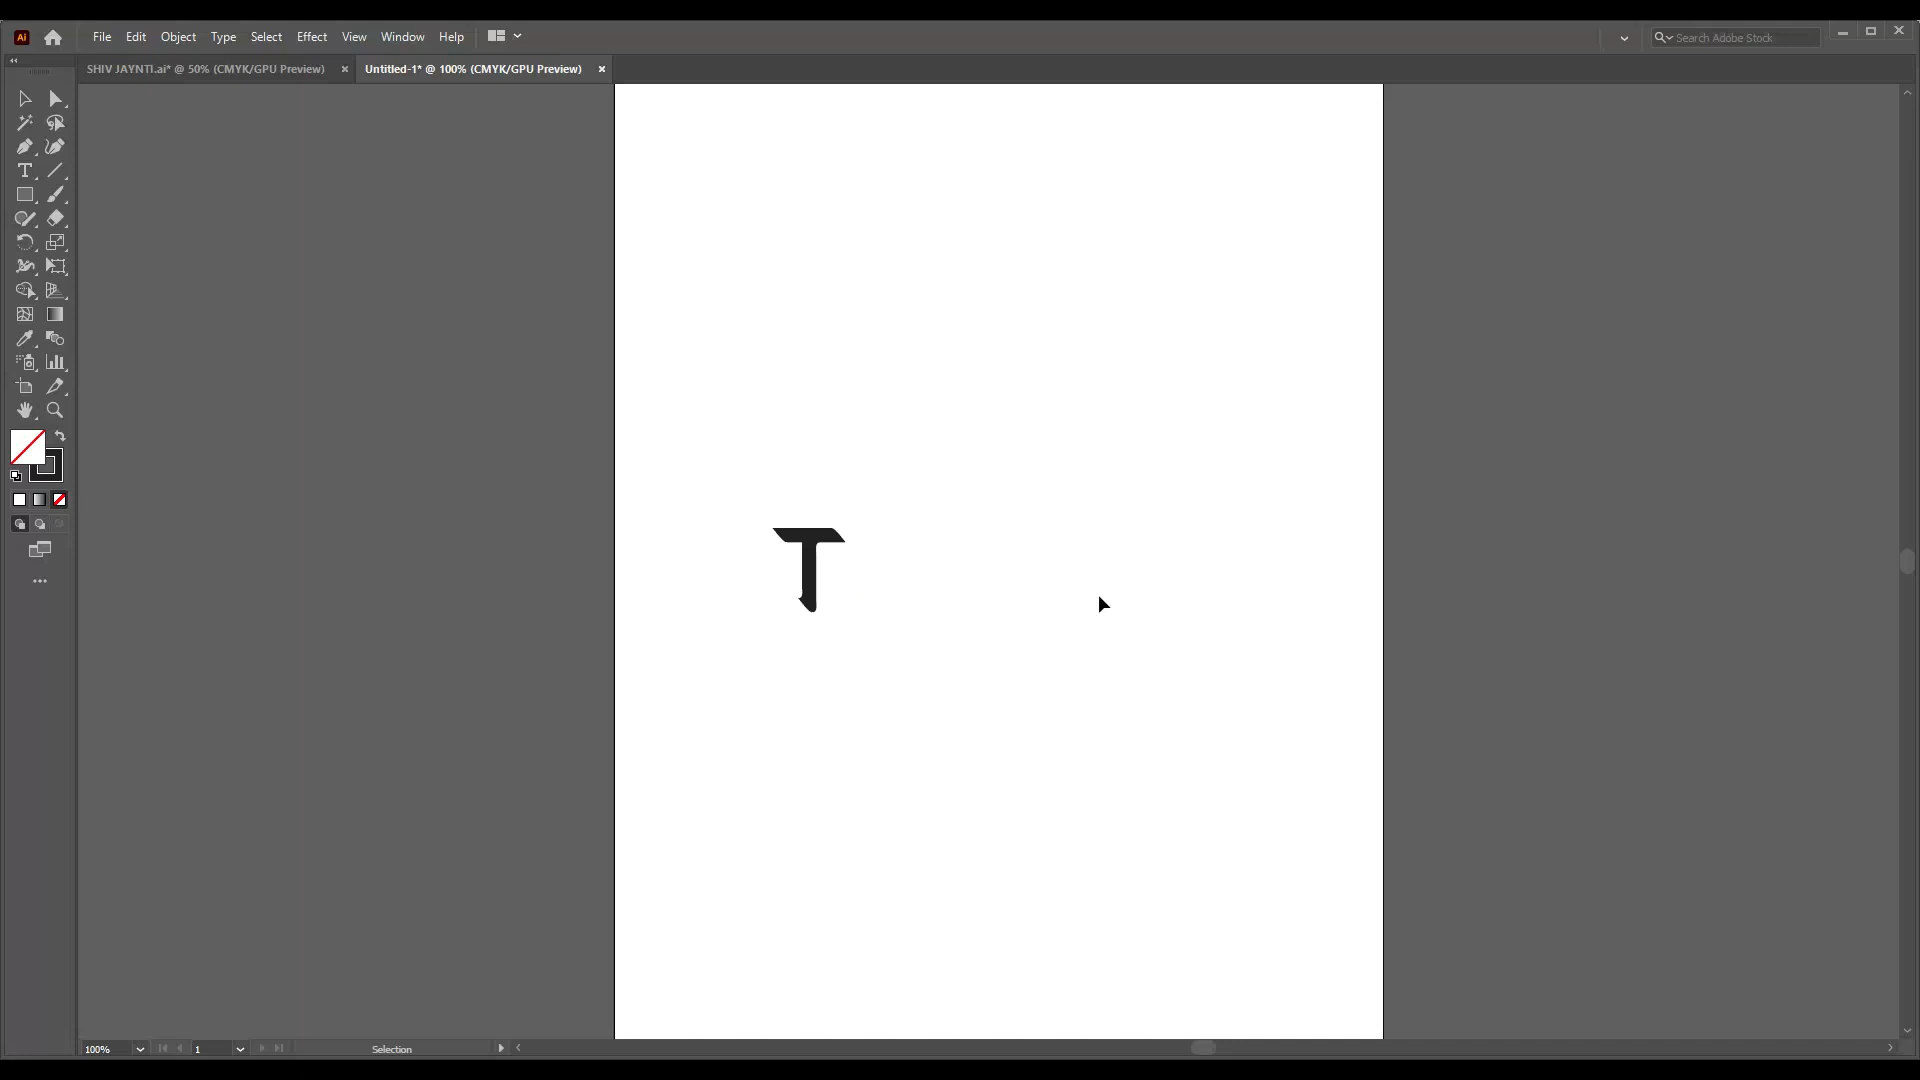 Ai File Edit Object Type Select Effect View Window Help Search Adobe Stock
SHIV JAYNTI.ai* @ 50% (CMYK/GPU Preview) × Untitled-1* @ 100% (CMYK/GPU Preview) ×
T
100% 1 Selection